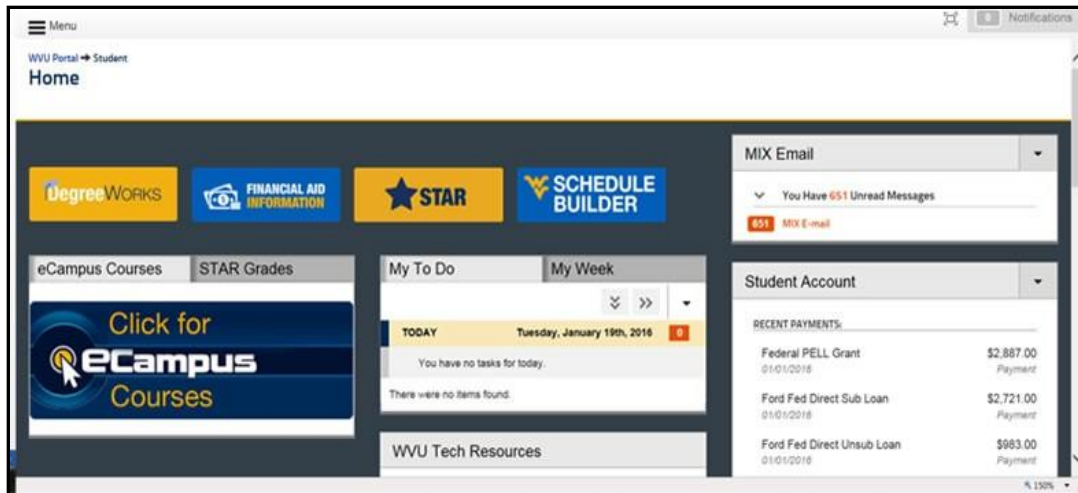 Menu
0 Notifications
WVU Portal → Student
Home
DegreeWorks
FINANCIAL AID
INFORMATION
STAR
SCHEDULE
BUILDER
eCampus Courses STAR Grades
Click for
eCampus
Courses
My To Do My Week
TODAY Tuesday, January 19th, 2016 0
You have no tasks for today.
There were no items found.
WVU Tech Resources
MIX Email
You Have 651 Unread Messages
651 MIX E-mail
Student Account
RECENT PAYMENTS:
Federal PELL Grant $2,887.00
01/01/2016 Payment
Ford Fed Direct Sub Loan $2,721.00
01/01/2016 Payment
Ford Fed Direct Unsub Loan $983.00
01/01/2016 Payment
150%